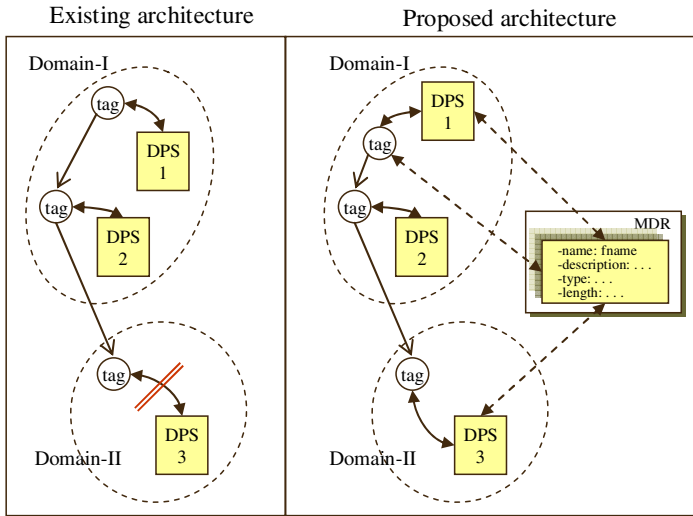 Existing architecture
Domain-I
tag
DPS
1
tag
DPS
2
tag
DPS
3
Domain-II
Proposed architecture
Domain-I
DPS
1
tag
tag
DPS
2
MDR
-name: fname
-description: . . .
-type: . . .
-length: . . .
tag
DPS
3
Domain-II